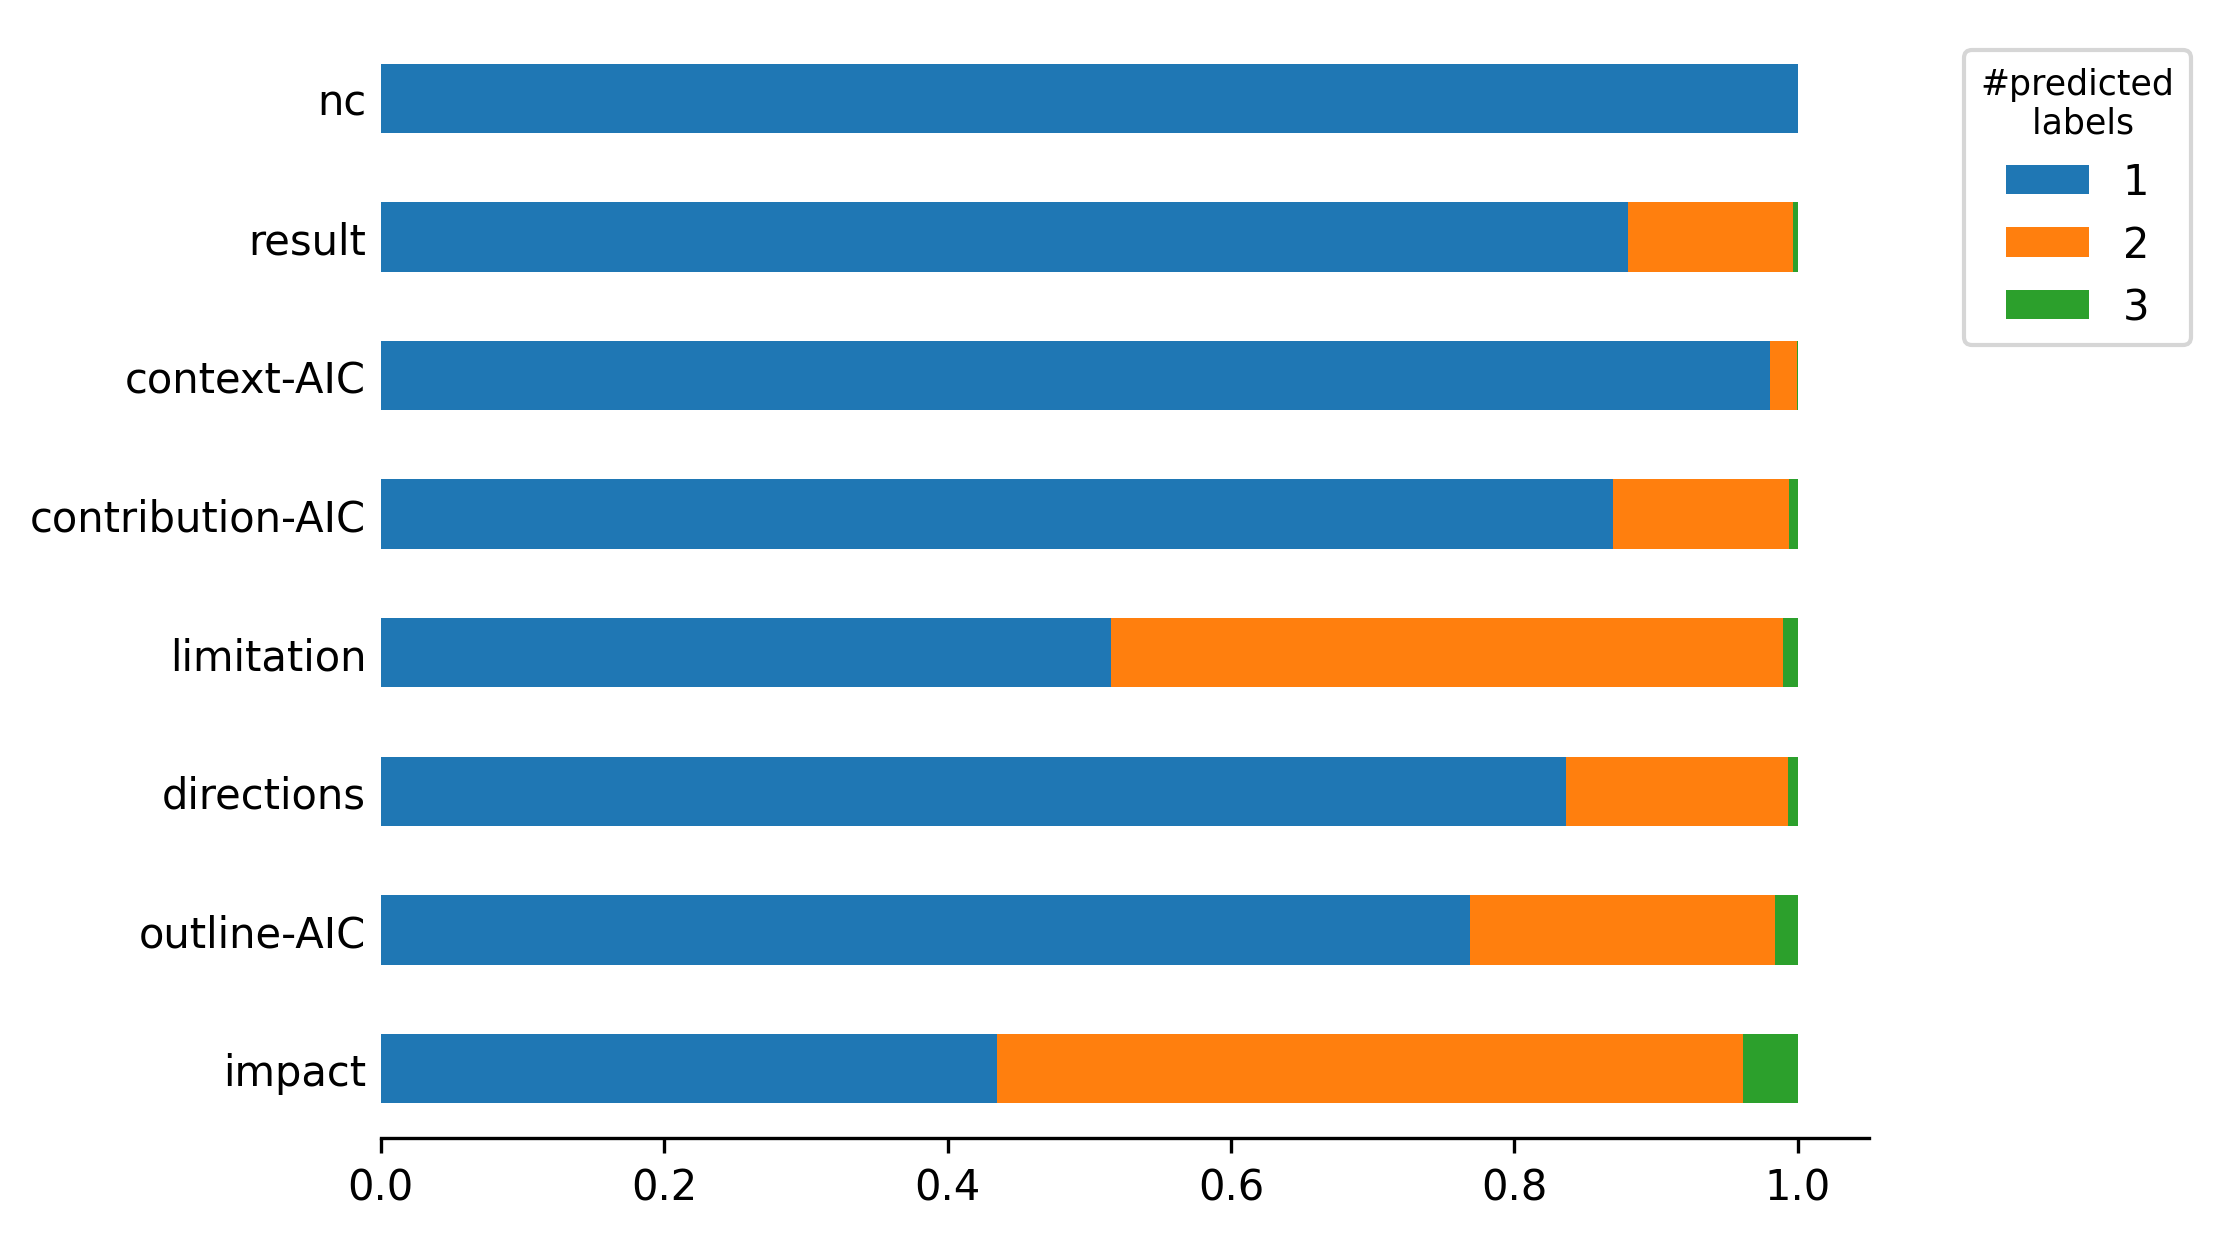 nc
result
context-AIC
contribution-AIC
limitation
directions
outline-AIC
impact
0.0 0.2 0.4 0.6 0.8 1.0
#predicted
labels
1
2
3